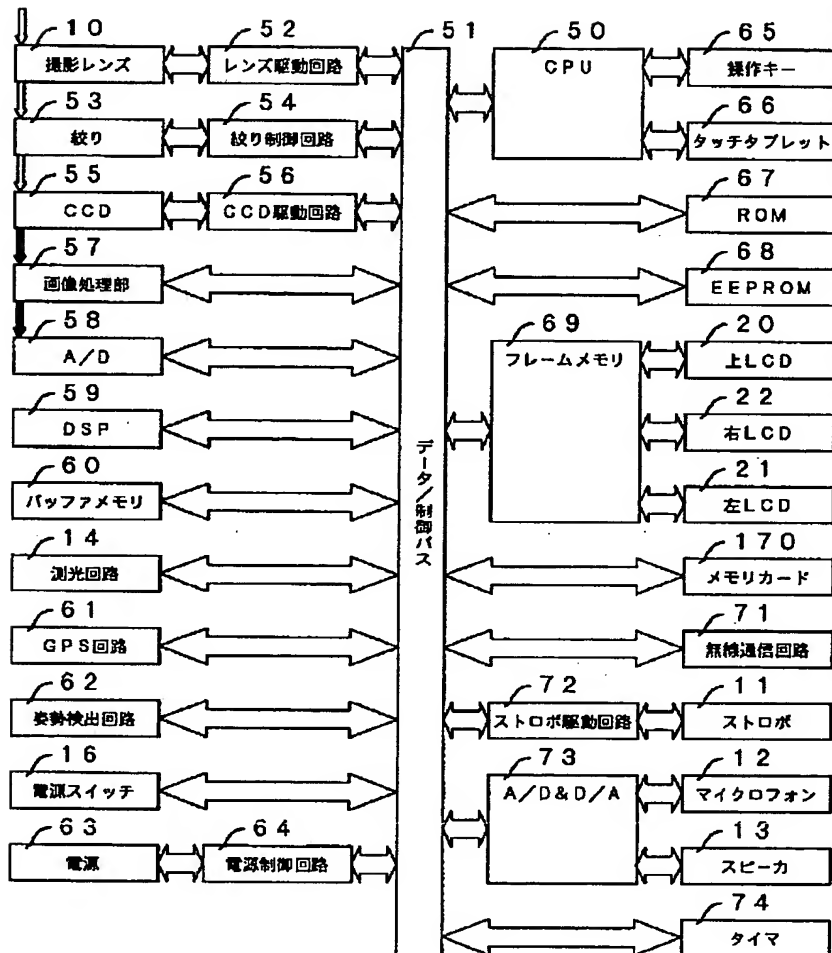 10
撮影レンズ
52
レンズ駆動回路
53
絞り
54
絞り制御回路
55
CCD
56
CCD駆動回路
57
画像処理部
58
A/D
59
DSP
60
バッファメモリ
14
測光回路
61
GPS回路
62
姿勢検出回路
16
電源スイッチ
63
電源
64
電源制御回路
51
データ/制御バス
50
CPU
65
操作キー
66
タッチタブレット
67
ROM
68
EEPROM
69
フレームメモリ
20
上LCD
22
右LCD
21
左LCD
170
メモリカード
71
無線通信回路
72
ストロボ駆動回路
11
ストロボ
73
A/D&D/A
12
マイクロフォン
13
スピーカ
74
タイマ